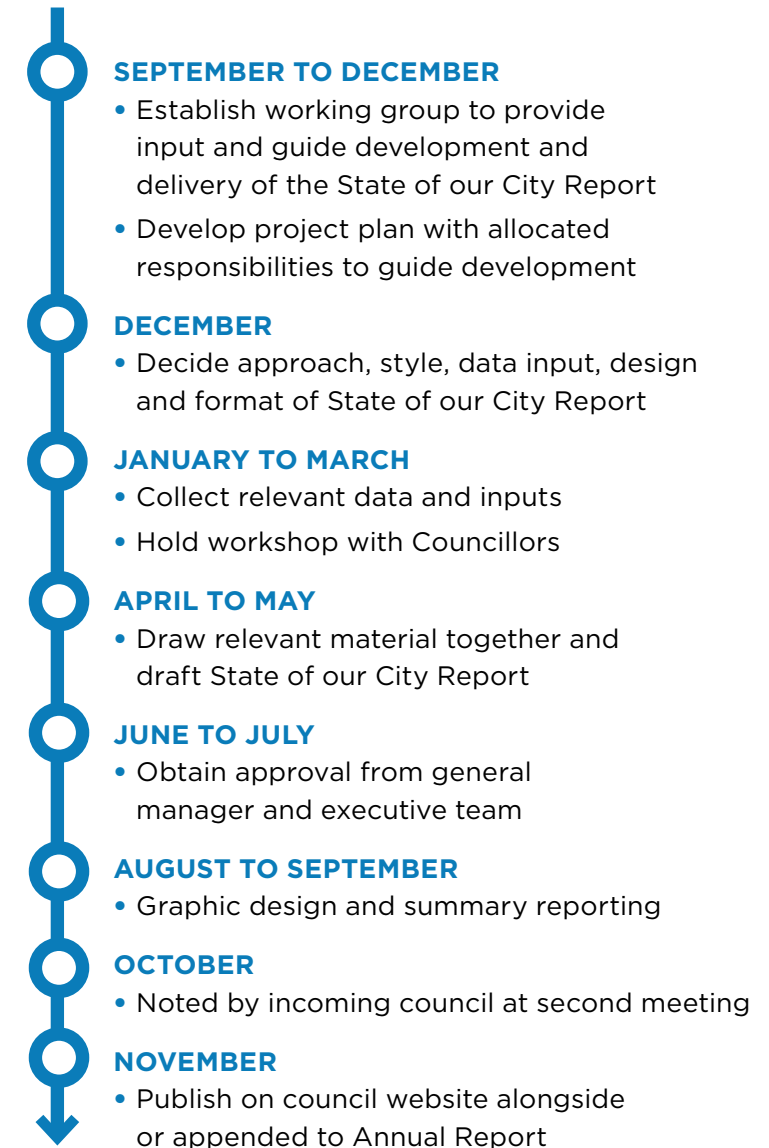 SEPTEMBER TO DECEMBER
• Establish working group to provide
input and guide development and
delivery of the State of our City Report
• Develop project plan with allocated
responsibilities to guide development
DECEMBER
• Decide approach, style, data input, design
and format of State of our City Report
JANUARY TO MARCH
• Collect relevant data and inputs
• Hold workshop with Councillors
APRIL TO MAY
• Draw relevant material together and
draft State of our City Report
JUNE TO JULY
• Obtain approval from general
manager and executive team
AUGUST TO SEPTEMBER
• Graphic design and summary reporting
OCTOBER
• Noted by incoming council at second meeting
NOVEMBER
• Publish on council website alongside
or appended to Annual Report